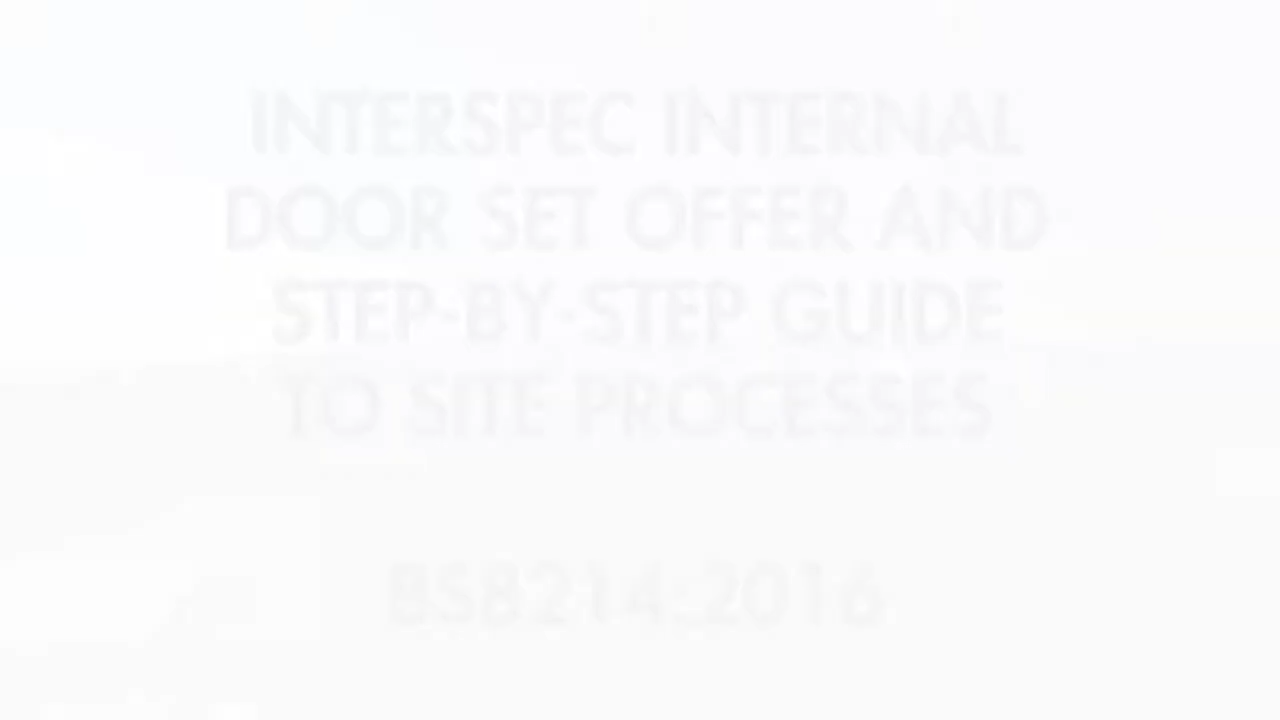 INTERSPEC INTERNAL
DOOR SET OFFER AND
STEP-BY-STEP GUIDE
TO SITE PROCESSES
BS8214:2016